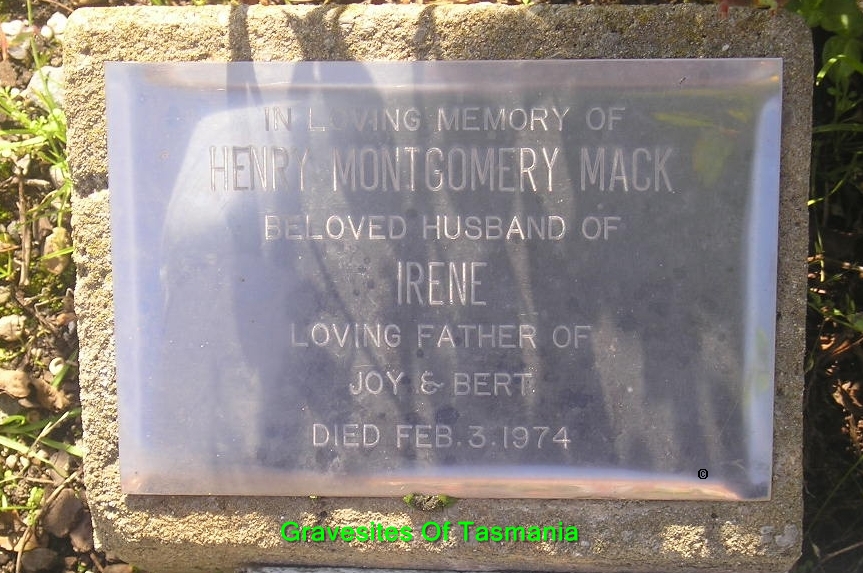 IN LOVING MEMORY OF
HENRY MONTGOMERY MACK
BELOVED HUSBAND OF
IRENE
LOVING FATHER OF
JOY & BERT.
DIED FEB. 3. 1974
©
Gravesites Of Tasmania